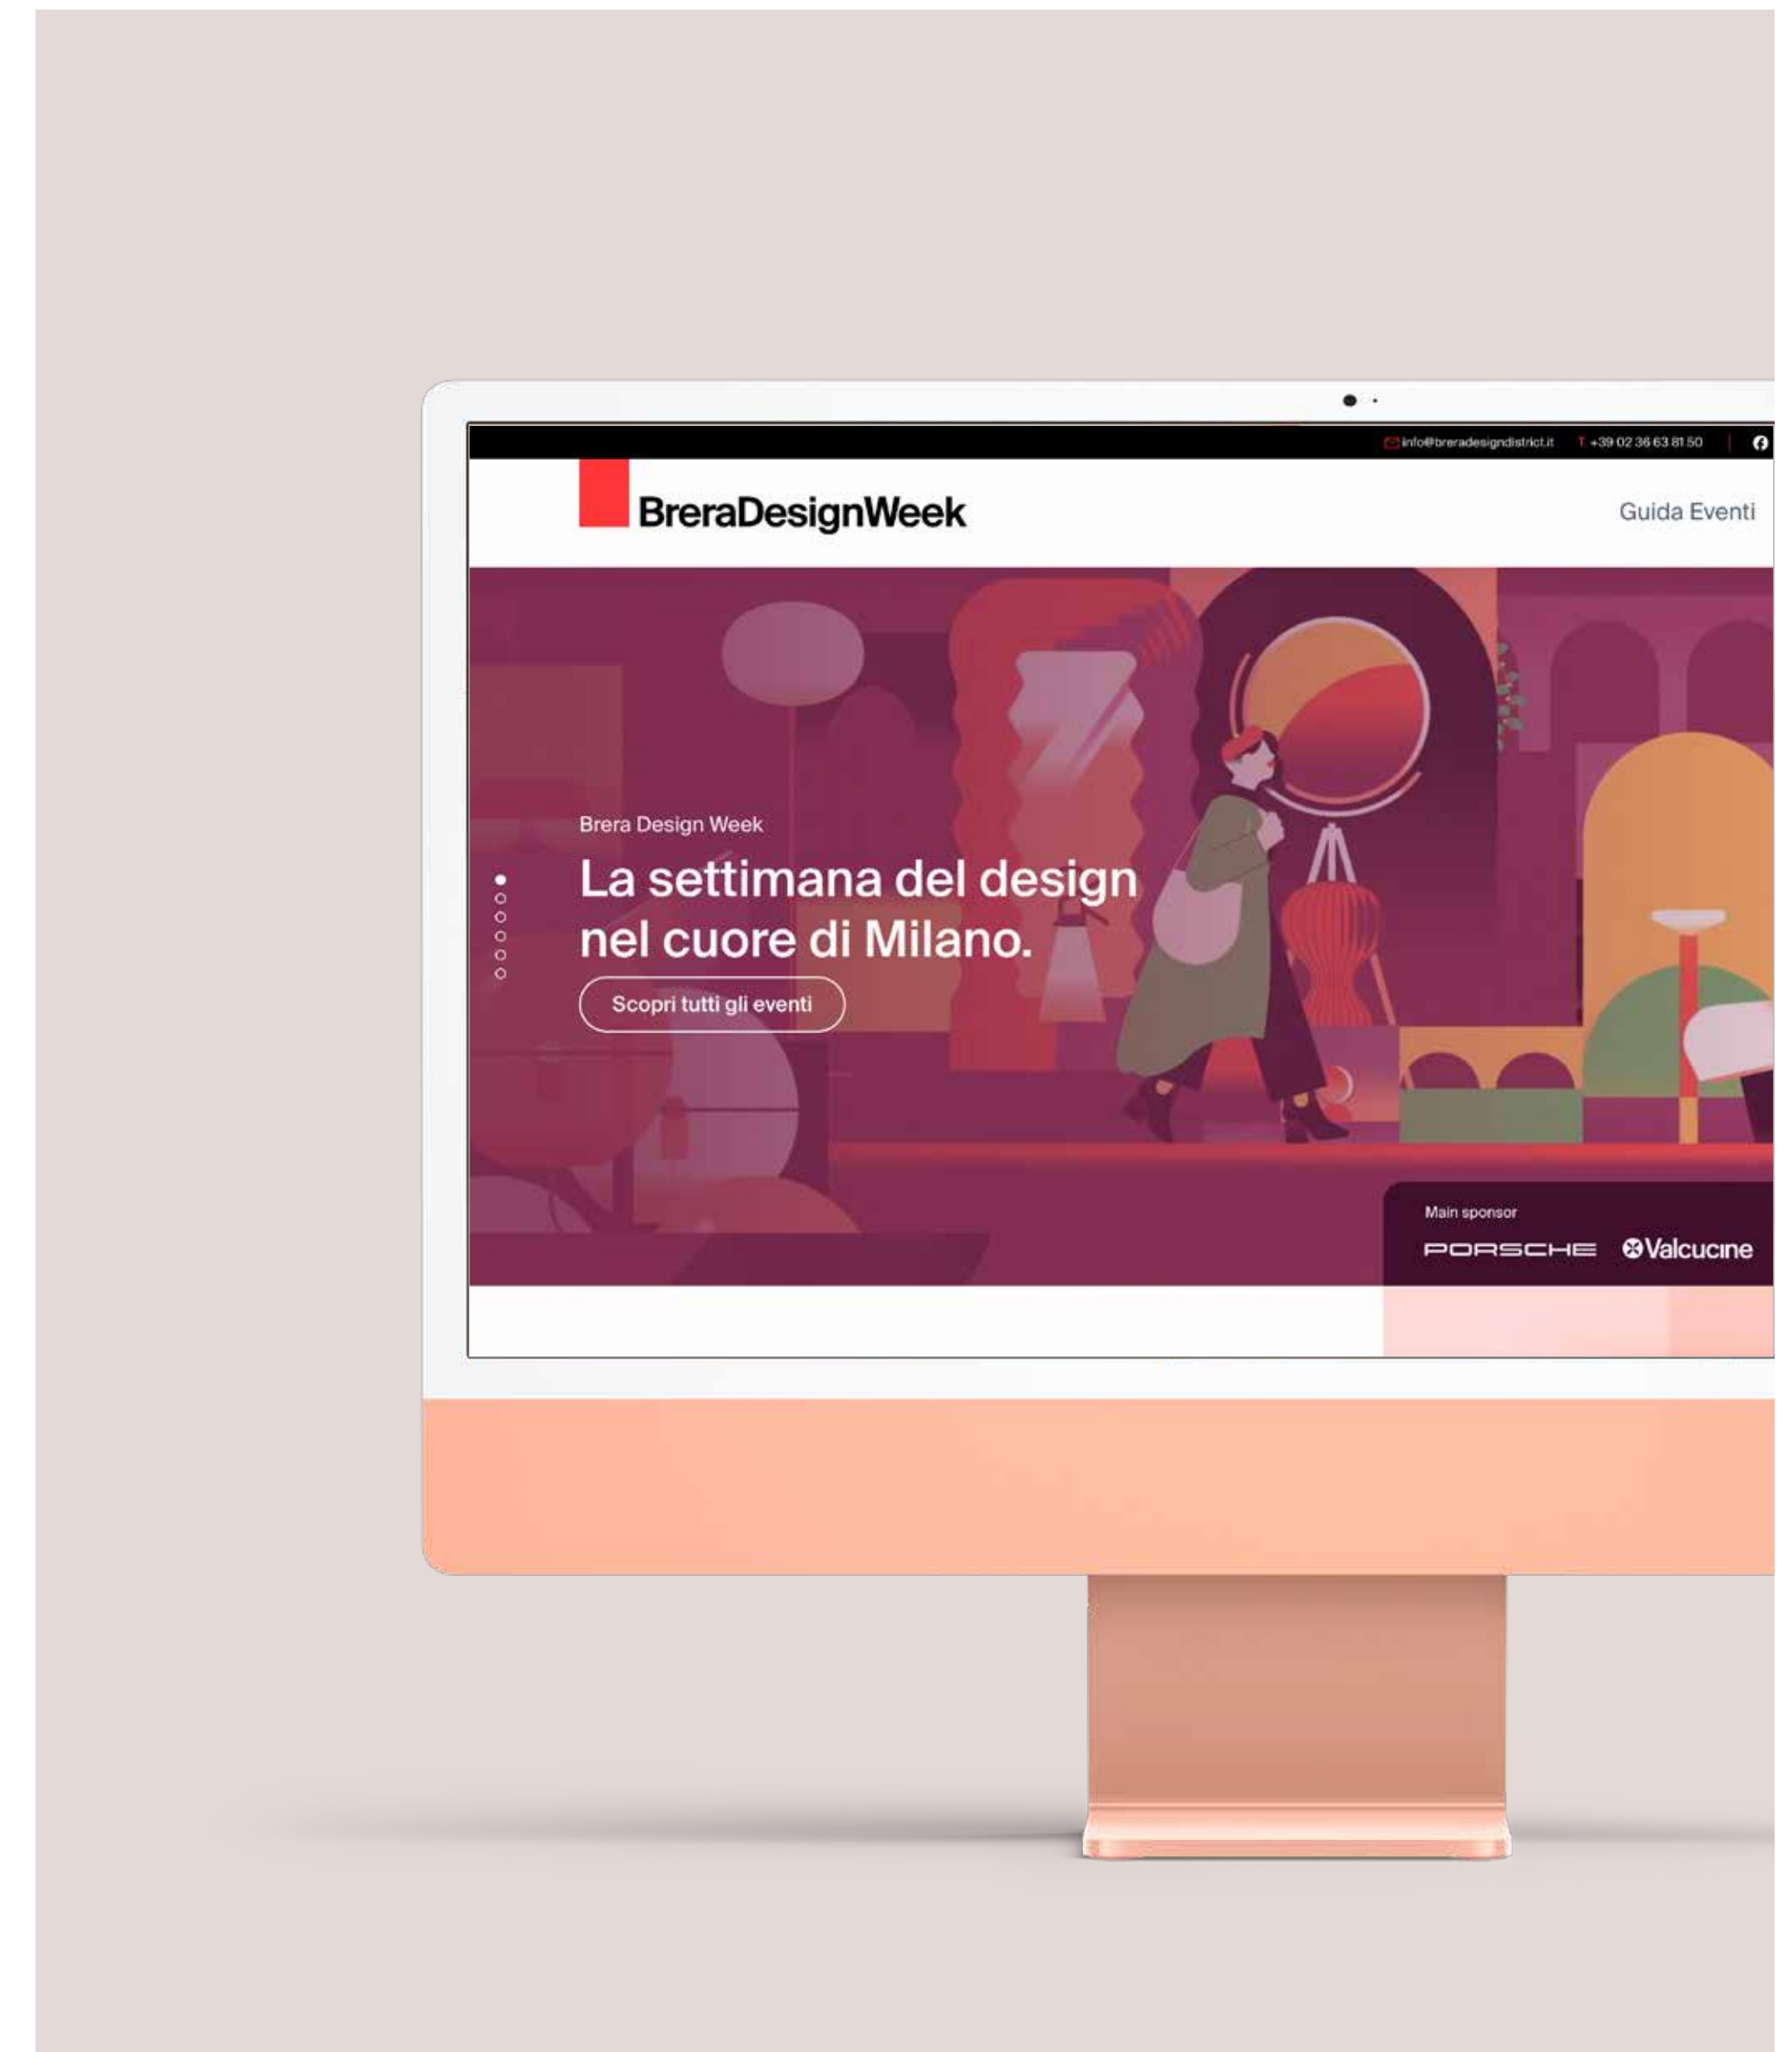 info@breradesigndistrict.it T. +39 02 36 63 81 50
BreraDesignWeek
Guida Eventi
Brera Design Week
La settimana del design
nel cuore di Milano.
Scopri tutti gli eventi
Main sponsor
PORSCHE Valcucine